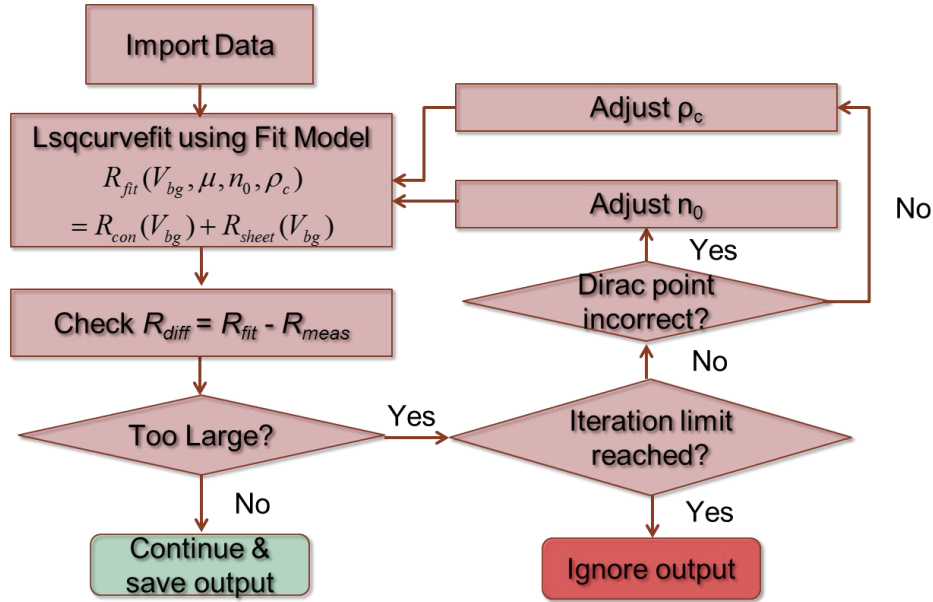 Import Data
Lsqcurvefit using Fit Model
R_fit (V_bg, μ, n_0, ρ_c)
= R_con (V_bg) + R_sheet (V_bg)
Check R_diff = R_fit - R_meas
Too Large?
Yes
No
Continue &
save output
Adjust ρ_c
Adjust n_0
No
Yes
Dirac point
incorrect?
No
Iteration limit
reached?
Yes
Ignore output